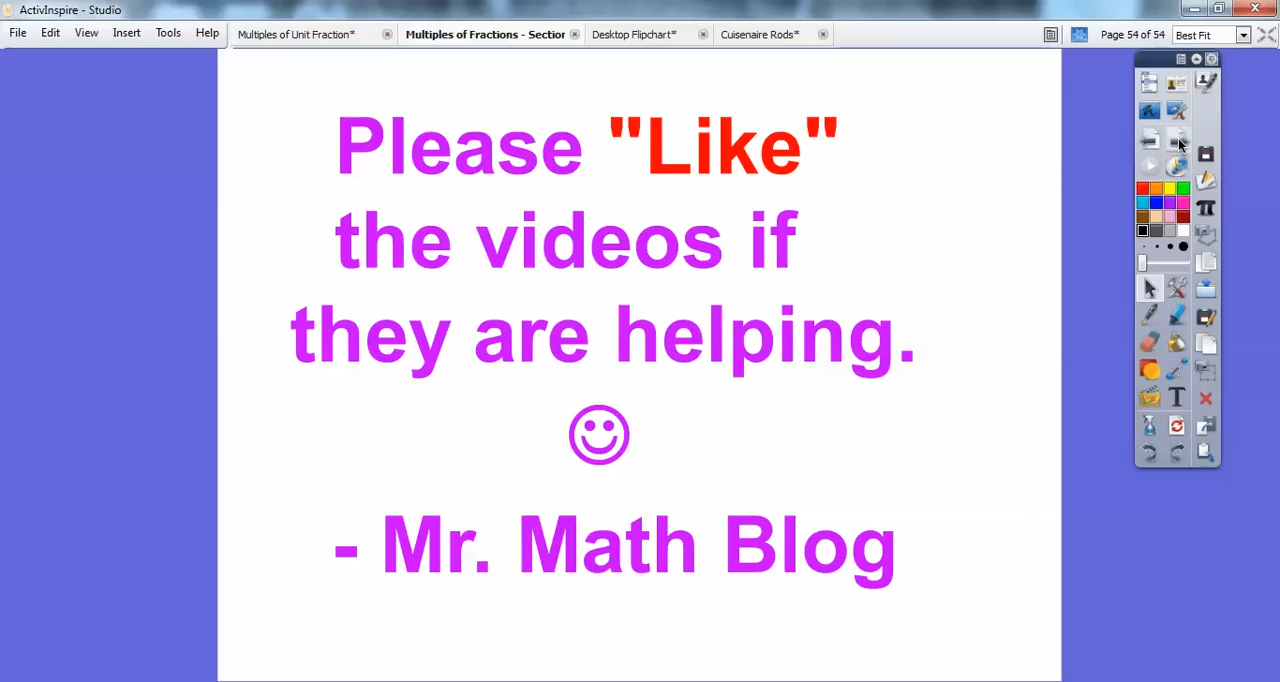 ActivInspire - Studio
File Edit View Insert Tools Help
Multiples of Unit Fraction* Multiples of Fractions - Section Desktop Flipchart* Cuisenaire Rods* Page 54 of 54 Best Fit
Please "Like"
the videos if
they are helping.
- Mr. Math Blog